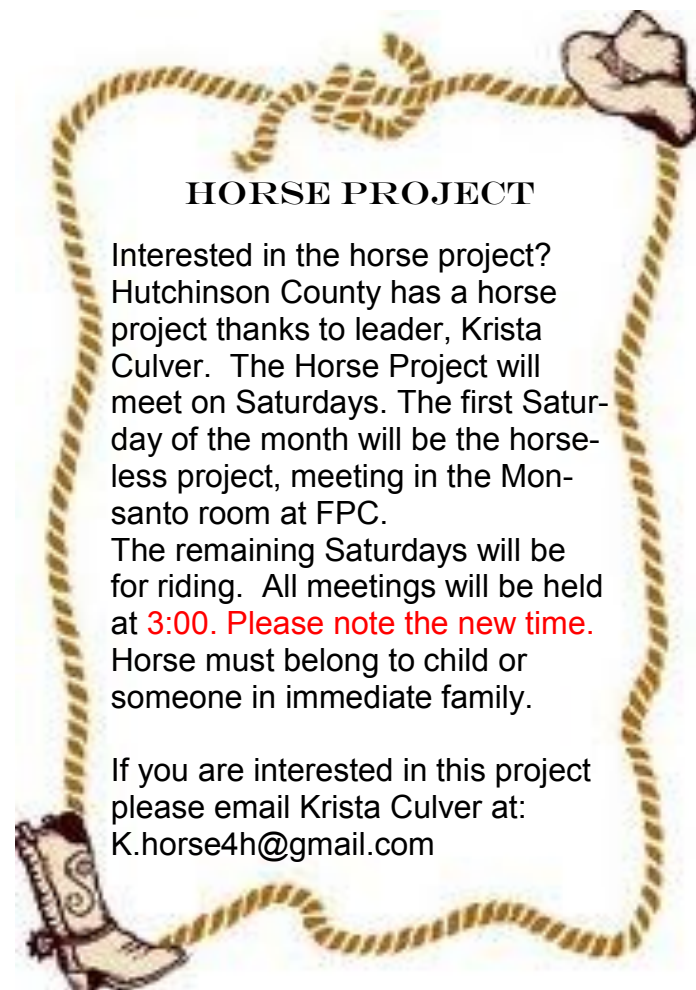 HORSE PROJECT
Interested in the horse project?
Hutchinson County has a horse
project thanks to leader, Krista
Culver.  The Horse Project will
meet on Saturdays. The first Satur-
day of the month will be the horse-
less project, meeting in the Mon-
santo room at FPC.
The remaining Saturdays will be
for riding.  All meetings will be held
at 3:00. Please note the new time.
Horse must belong to child or
someone in immediate family.
If you are interested in this project
please email Krista Culver at:
K.horse4h@gmail.com